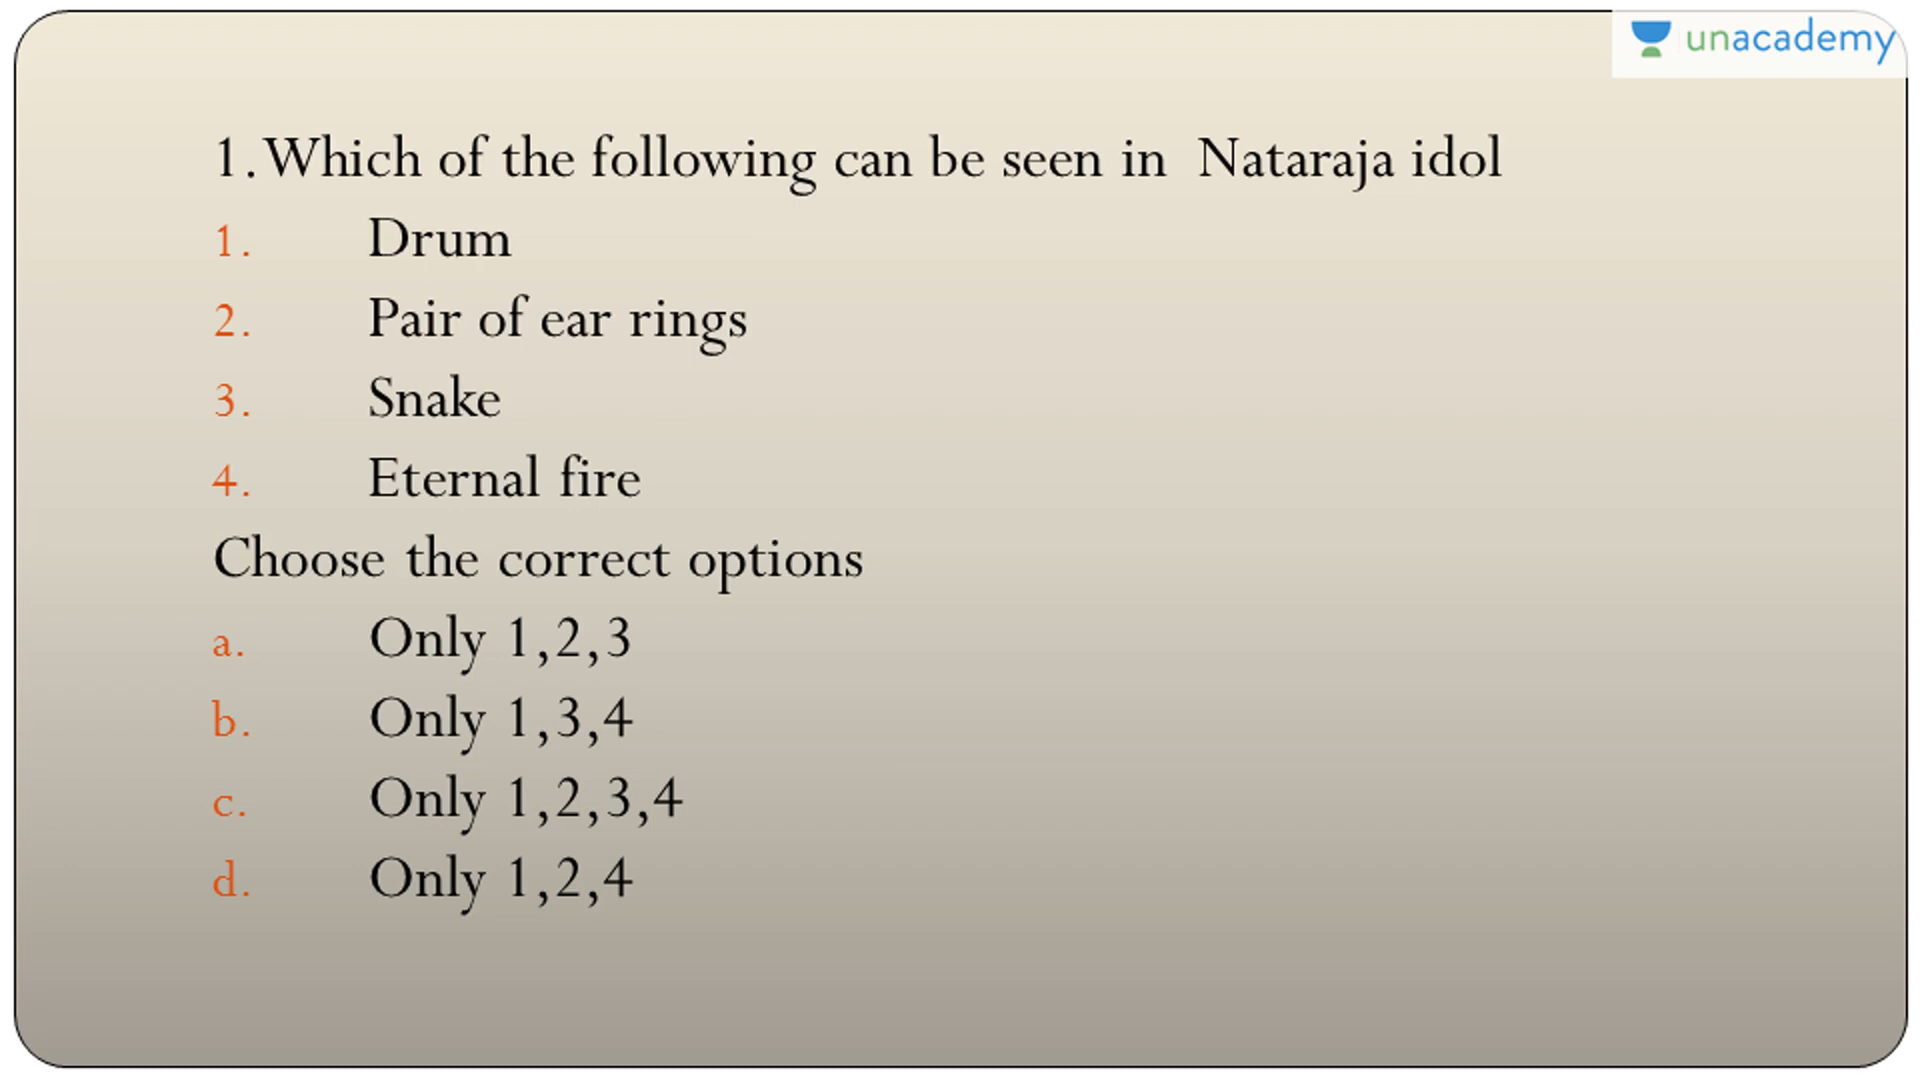 unacademy
1. Which of the following can be seen in Nataraja idol
1. Drum
2. Pair of ear rings
3. Snake
4. Eternal fire
Choose the correct options
a. Only 1,2,3
b. Only 1,3,4
c. Only 1,2,3,4
d. Only 1,2,4